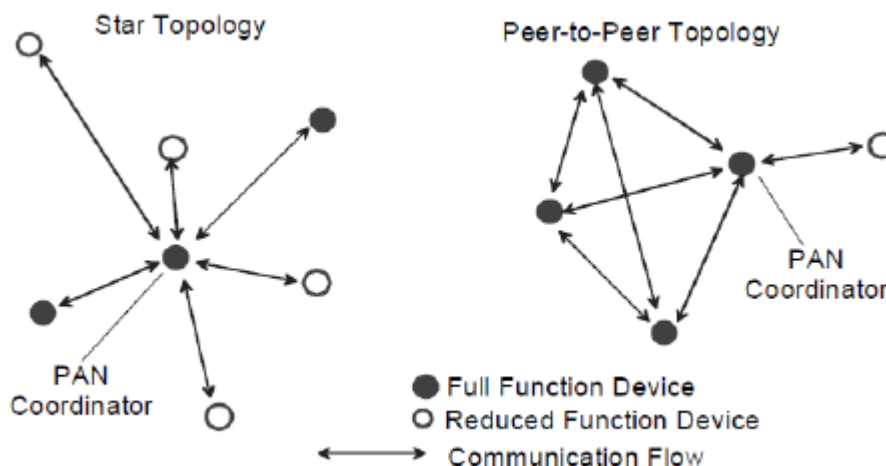 Star Topology
Peer-to-Peer Topology
PAN
Coordinator
PAN
Coordinator
Full Function Device
Reduced Function Device
Communication Flow